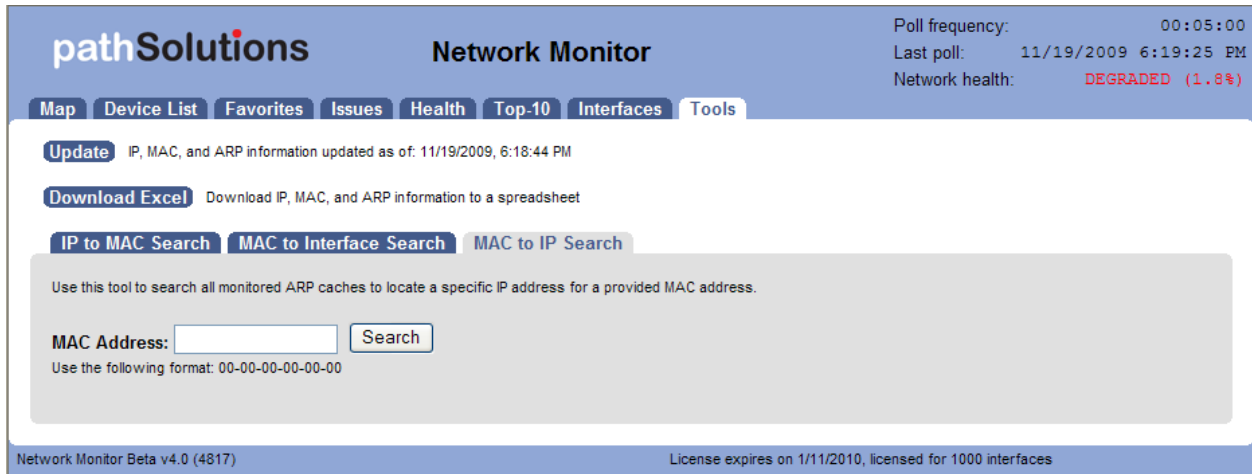 pathSolutions
Network Monitor
Poll frequency: 00:05:00
Last poll: 11/19/2009 6:19:25 PM
Network health: DEGRADED (1.8%)
Map Device List Favorites Issues Health Top-10 Interfaces Tools
Update IP, MAC, and ARP information updated as of: 11/19/2009, 6:18:44 PM
Download Excel Download IP, MAC, and ARP information to a spreadsheet
IP to MAC Search MAC to Interface Search MAC to IP Search
Use this tool to search all monitored ARP caches to locate a specific IP address for a provided MAC address.
MAC Address: Search
Use the following format: 00-00-00-00-00-00
Network Monitor Beta v4.0 (4817) License expires on 1/11/2010, licensed for 1000 interfaces